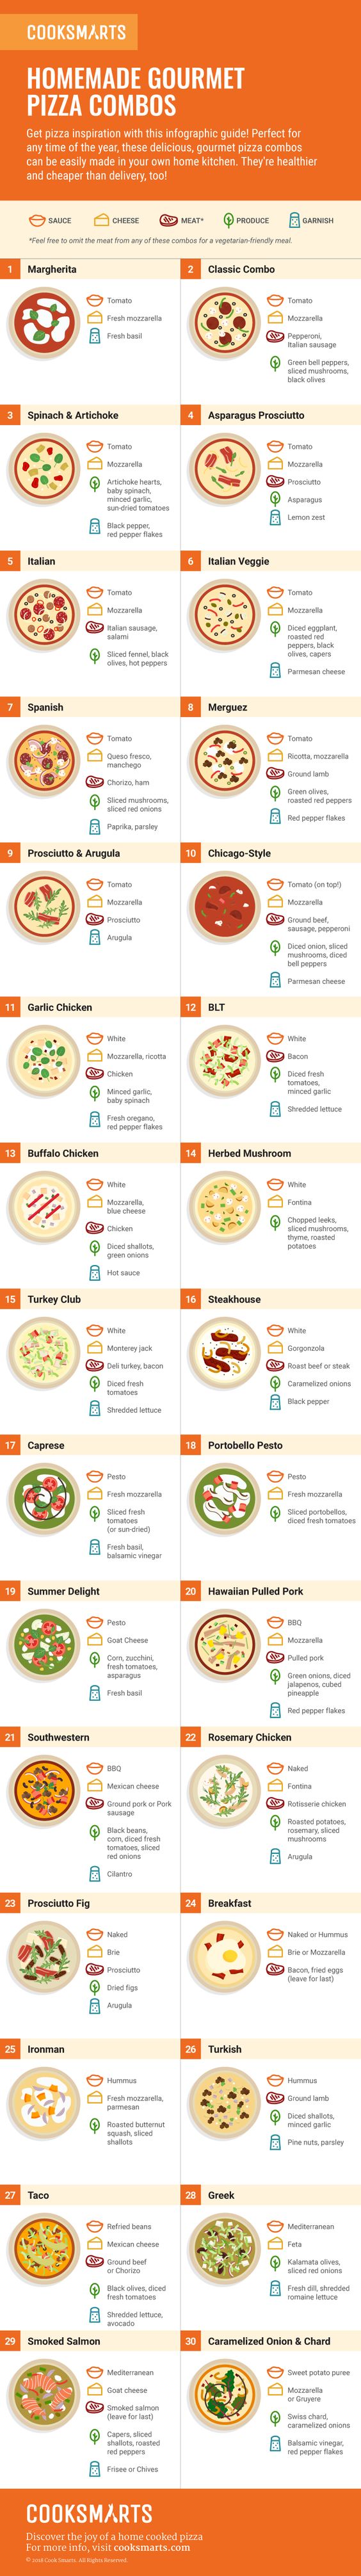 COOKSMARTS
HOMEMADE GOURMET
PIZZA COMBOS
Get pizza inspiration with this infographic guide! Perfect for
any time of the year, these delicious, gourmet pizza combos
can be easily made in your own home kitchen. They're healthier
and cheaper than delivery, too!
SAUCE
CHEESE
MEAT*
PRODUCE
GARNISH
*Feel free to omit the meat from any of these combos for a vegetarian-friendly meal.
1 Margherita
Tomato
Fresh mozzarella
Fresh basil
2 Classic Combo
Tomato
Mozzarella
Pepperoni,
Italian sausage
Green bell peppers,
sliced mushrooms,
black olives
3 Spinach & Artichoke
Tomato
Mozzarella
Artichoke hearts,
baby spinach,
minced garlic,
sun-dried tomatoes
Black pepper,
red pepper flakes
4 Asparagus Prosciutto
Tomato
Mozzarella
Prosciutto
Asparagus
Lemon zest
5 Italian
Tomato
Mozzarella
Italian sausage,
salami
Sliced fennel, black
olives, hot peppers
6 Italian Veggie
Tomato
Mozzarella
Diced eggplant,
roasted red
peppers, black
olives, capers
Parmesan cheese
7 Spanish
Tomato
Queso fresco,
manchego
Chorizo, ham
Sliced mushrooms,
sliced red onions
Paprika, parsley
8 Merguez
Tomato
Ricotta, mozzarella
Ground lamb
Green olives,
roasted red peppers
Red pepper flakes
9 Prosciutto & Arugula
Tomato
Mozzarella
Prosciutto
Arugula
10 Chicago-Style
Tomato (on top!)
Mozzarella
Ground beef,
sausage, pepperoni
Diced onion, sliced
mushrooms, diced
bell peppers
Parmesan cheese
11 Garlic Chicken
White
Mozzarella, ricotta
Chicken
Minced garlic,
baby spinach
Fresh oregano,
red pepper flakes
12 BLT
White
Bacon
Diced fresh
tomatoes,
minced garlic
Shredded lettuce
13 Buffalo Chicken
White
Mozzarella,
blue cheese
Chicken
Diced shallots,
green onions
Hot sauce
14 Herbed Mushroom
White
Fontina
Chopped leeks,
sliced mushrooms,
thyme, roasted
potatoes
15 Turkey Club
White
Monterey jack
Deli turkey, bacon
Diced fresh
tomatoes
Shredded lettuce
16 Steakhouse
White
Gorgonzola
Roast beef or steak
Caramelized onions
Black pepper
17 Caprese
Pesto
Fresh mozzarella
Sliced fresh
tomatoes
(or sun-dried)
Fresh basil,
balsamic vinegar
18 Portobello Pesto
Pesto
Fresh mozzarella
Sliced portobellos,
diced fresh tomatoes
19 Summer Delight
Pesto
Goat Cheese
Corn, zucchini,
fresh tomatoes,
asparagus
Fresh basil
20 Hawaiian Pulled Pork
BBQ
Mozzarella
Pulled pork
Green onions, diced
jalapenos, cubed
pineapple
Red pepper flakes
21 Southwestern
BBQ
Mexican cheese
Ground pork or Pork
sausage
Black beans,
corn, diced fresh
tomatoes, sliced
red onions
Cilantro
22 Rosemary Chicken
Naked
Fontina
Rotisserie chicken
Roasted potatoes,
rosemary, sliced
mushrooms
Arugula
23 Prosciutto Fig
Naked
Brie
Prosciutto
Dried figs
Arugula
24 Breakfast
Naked or Hummus
Brie or Mozzarella
Bacon, fried eggs
(leave for last)
25 Ironman
Hummus
Fresh mozzarella,
parmesan
Roasted butternut
squash, sliced
shallots
26 Turkish
Hummus
Ground lamb
Diced shallots,
minced garlic
Pine nuts, parsley
27 Taco
Refried beans
Mexican cheese
Ground beef
or Chorizo
Black olives, diced
fresh tomatoes
Shredded lettuce,
avocado
28 Greek
Mediterranean
Feta
Kalamata olives,
sliced red onions
Fresh dill, shredded
romaine lettuce
29 Smoked Salmon
Mediterranean
Goat cheese
Smoked salmon
(leave for last)
Capers, sliced
shallots, roasted
red peppers
Frisee or Chives
30 Caramelized Onion & Chard
Sweet potato puree
Mozzarella
or Gruyere
Swiss chard,
caramelized onions
Balsamic vinegar,
red pepper flakes
COOKSMARTS
Discover the joy of a home cooked pizza
For more info, visit cooksmarts.com
© 2018 Cook Smarts. All Rights Reserved.